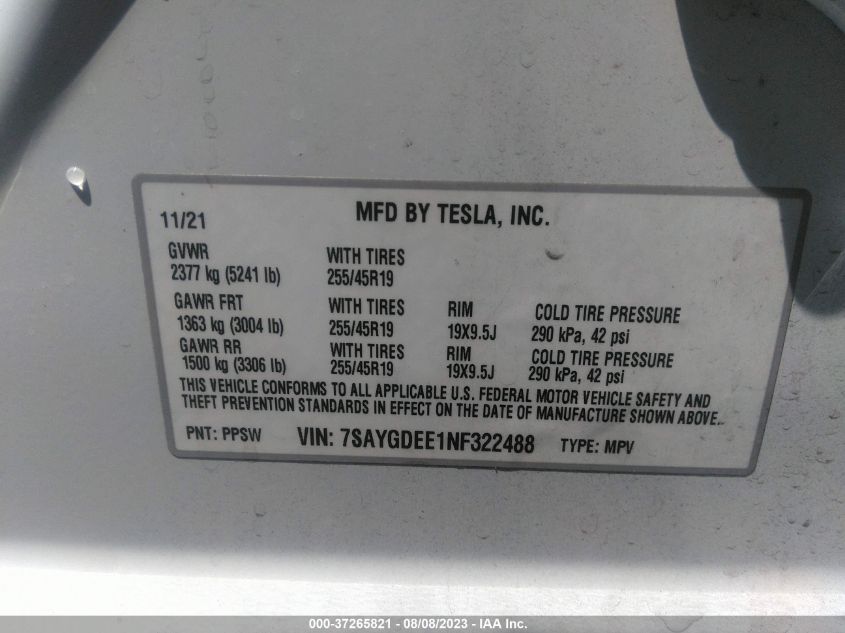 11/21
MFD BY TESLA, INC.
GVWR
2377 kg (5241 lb)
WITH TIRES
255/45R19
GAWR FRT
1363 kg (3004 lb)
WITH TIRES
255/45R19
RIM
19X9.5J
COLD TIRE PRESSURE
290 kPa, 42 psi
GAWR RR
1500 kg (3306 lb)
WITH TIRES
255/45R19
RIM
19X9.5J
COLD TIRE PRESSURE
290 kPa, 42 psi
THIS VEHICLE CONFORMS TO ALL APPLICABLE U.S. FEDERAL MOTOR VEHICLE SAFETY AND
THEFT PREVENTION STANDARDS IN EFFECT ON THE DATE OF MANUFACTURE SHOWN ABOVE.
PNT: PPSW VIN: 7SAYGDEE1NF322488 TYPE: MPV
000-37265821 - 08/08/2023 - IAA Inc.